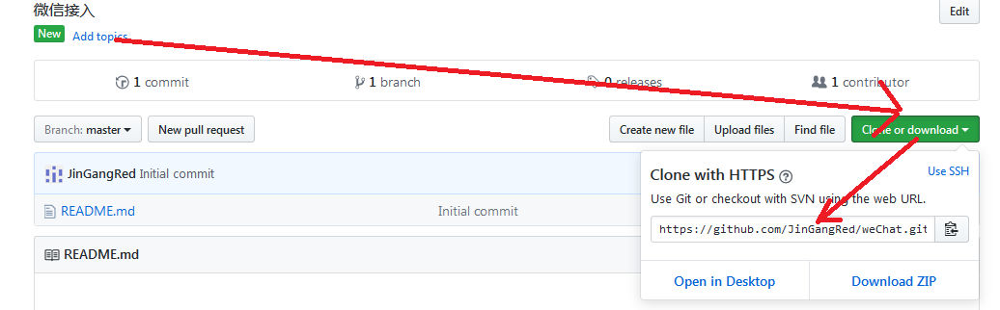 微信接入
Edit
New Add topics
1 commit 1 branch 0 releases 1 contributor
Branch: master New pull request Create new file Upload files Find file Clone or download
JinGangRed Initial commit
Clone with HTTPS ? Use SSH
Use Git or checkout with SVN using the web URL.
README.md Initial commit
https://github.com/JinGangRed/weChat.git
README.md
Open in Desktop Download ZIP